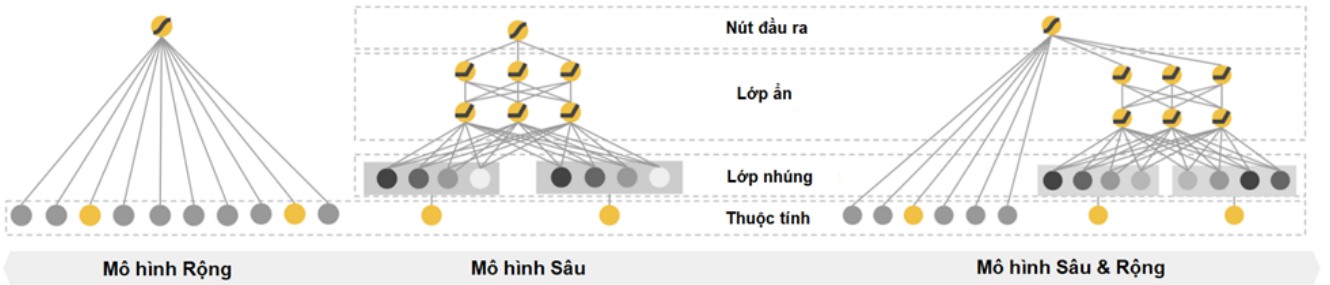 Nút đầu ra
Lớp ẩn
Lớp nhúng
Thuộc tính
Mô hình Rộng
Mô hình Sâu
Mô hình Sâu & Rộng